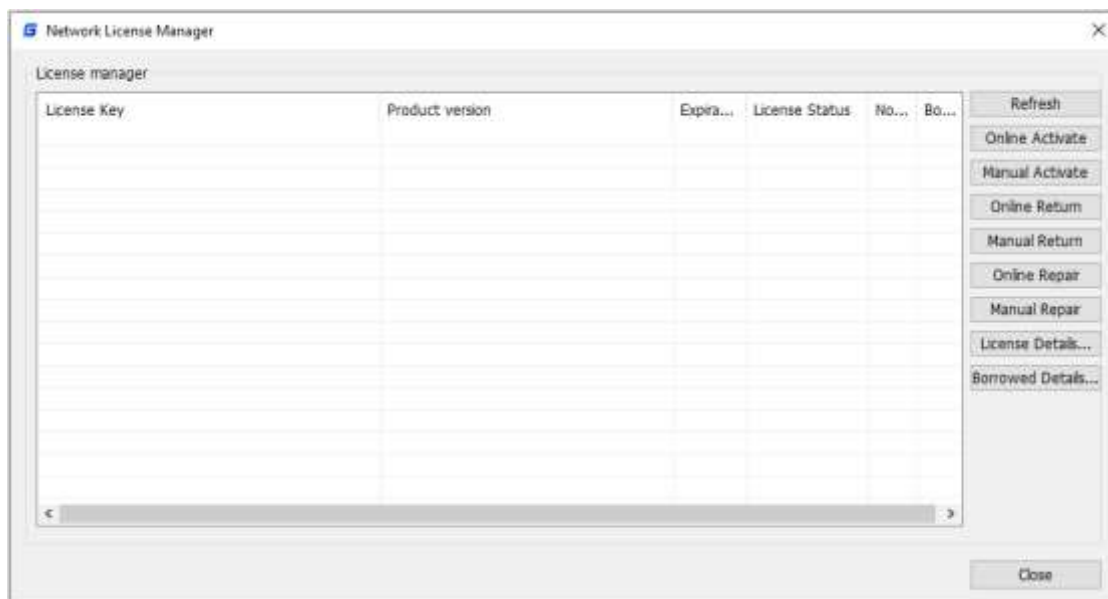 Network License Manager
License manager
License Key Product version Expira... License Status No... Bo...
Refresh
Online Activate
Manual Activate
Online Return
Manual Return
Online Repair
Manual Repair
License Details...
Borrowed Details...
Close